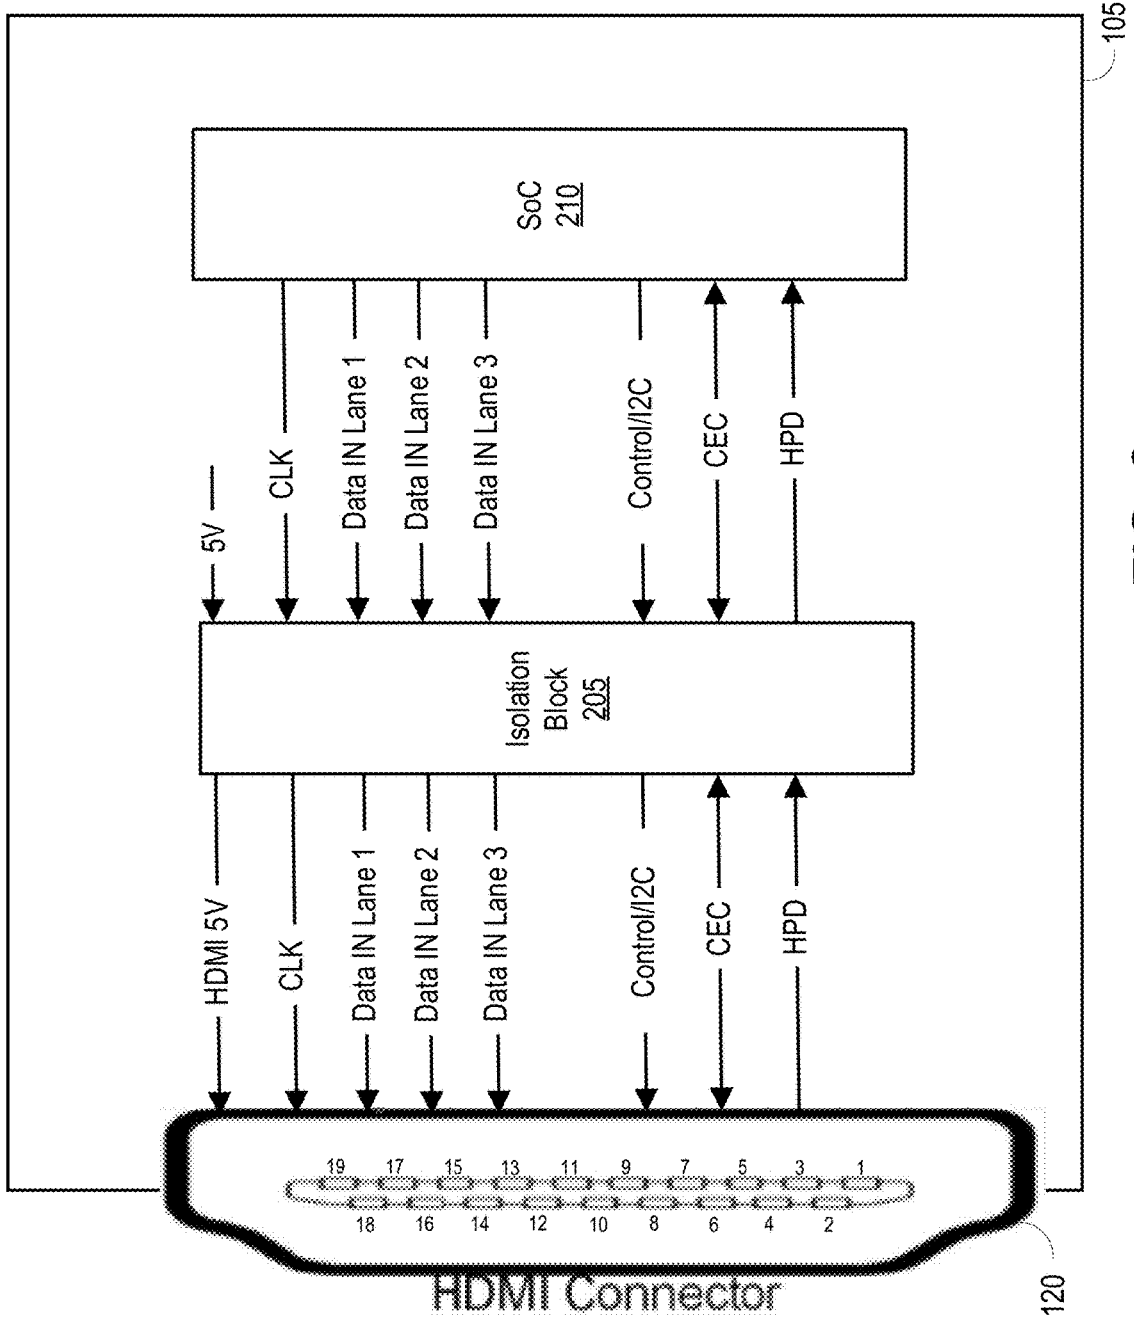 105
SoC
210
5V
CLK
Data IN Lane 1
Data IN Lane 2
Data IN Lane 3
Control/I2C
CEC
HPD
Isolation
Block
205
HDMI 5V
CLK
Data IN Lane 1
Data IN Lane 2
Data IN Lane 3
Control/I2C
CEC
HPD
19 17 15 13 11 9 7 5 3 1
18 16 14 12 10 8 6 4 2
HDMI Connector
120